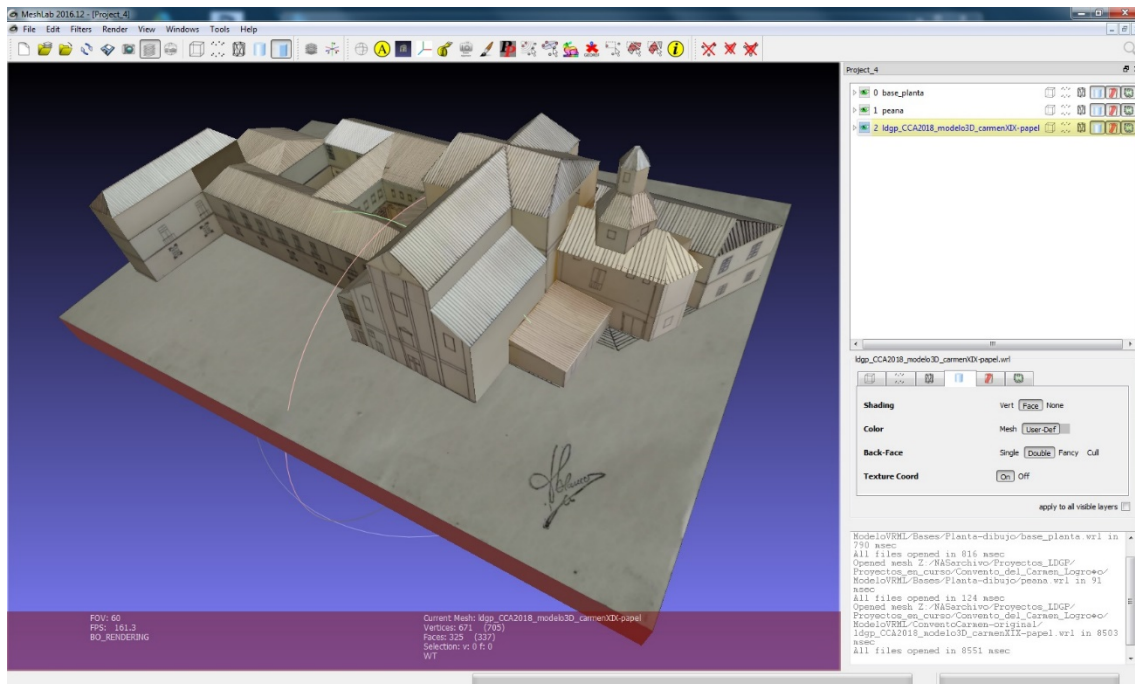 MeshLab 2016.12 - [Project_4]
File Edit Filters Render View Windows Tools Help
Project_4
0 base_planta
1 peana
2 ldgp_CCA2018_modelo3D_carmenXIX-papel
ldgp_CCA2018_modelo3D_carmenXIX-papel.wrl
Shading Vert Face None
Color Mesh User-Def
Back-Face Single Double Fancy Cull
Texture Coord On Off
apply to all visible layers
ModeloVRML/Bases/Planta-dibujo/base_planta.wrl in
790 msec
All files opened in 816 msec
Opened mesh Z:/NASarchivo/Proyectos_LDGP/
Proyectos_en_curso/Convento_del_Carmen_Logroño/
ModeloVRML/Bases/Planta-dibujo/peana.wrl in 91
msec
All files opened in 124 msec
Opened mesh Z:/NASarchivo/Proyectos_LDGP/
Proyectos_en_curso/Convento_del_Carmen_Logroño/
ModeloVRML/ConventoCarmen-original/
ldgp_CCA2018_modelo3D_carmenXIX-papel.wrl in 8503
msec
All files opened in 8551 msec
FOV: 60
FPS: 161.3
BO_RENDERING
Current Mesh: ldgp_CCA2018_modelo3D_carmenXIX-papel
Vertices: 671 (705)
Faces: 325 (337)
Selection: v: 0 f: 0
WT